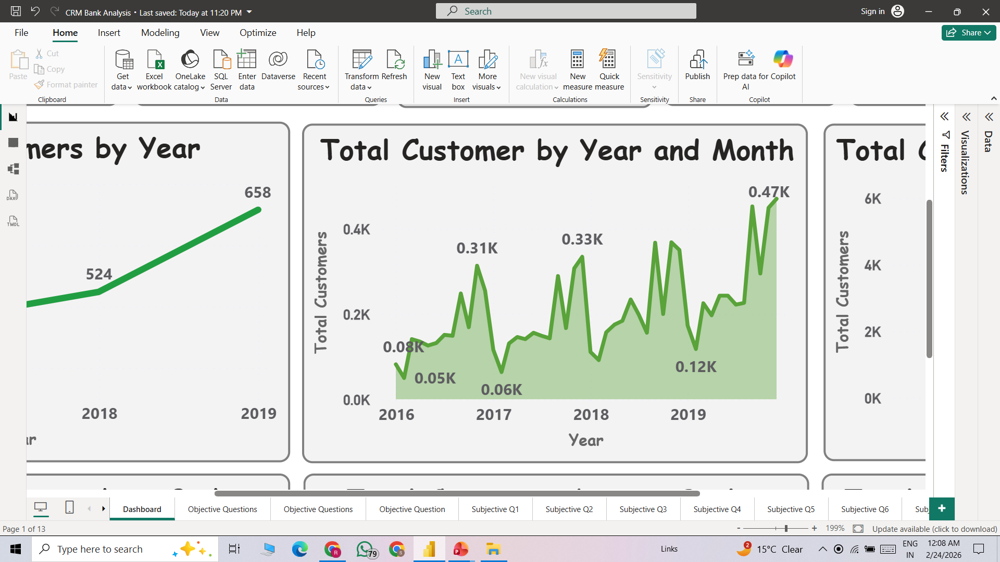 CRM Bank Analysis • Last saved: Today at 11:20 PM
Search
Sign in
File
Home
Insert
Modeling
View
Optimize
Help
Share
Paste
Cut
Copy
Format painter
Clipboard
Get data
Excel workbook
OneLake catalog
SQL Server
Enter data
Dataverse
Recent sources
Data
Transform data
Refresh
Queries
New visual
Text box
More visuals
Insert
New visual calculation
New measure
Quick measure
Calculations
Sensitivity
Sensitivity
Publish
Share
Prep data for AI
Copilot
Copilot
DAX
TMDL
mers by Year
658
524
2018
2019
Total Customer by Year and Month
Total Customers
0.4K
0.2K
0.0K
0.08K
0.05K
0.31K
0.06K
0.33K
0.12K
0.47K
2016
2017
2018
2019
Year
Total
Total Customers
6K
4K
2K
0K
Filters
Visualizations
Data
Dashboard
Objective Questions
Objective Questions
Objective Question
Subjective Q1
Subjective Q2
Subjective Q3
Subjective Q4
Subjective Q5
Subjective Q6
Subj
+
Page 1 of 13
- + 199%
Update available (click to download)
Type here to search
R
79
S
P
Links
2
15°C Clear
ENG
IN
12:08 AM
2/24/2026